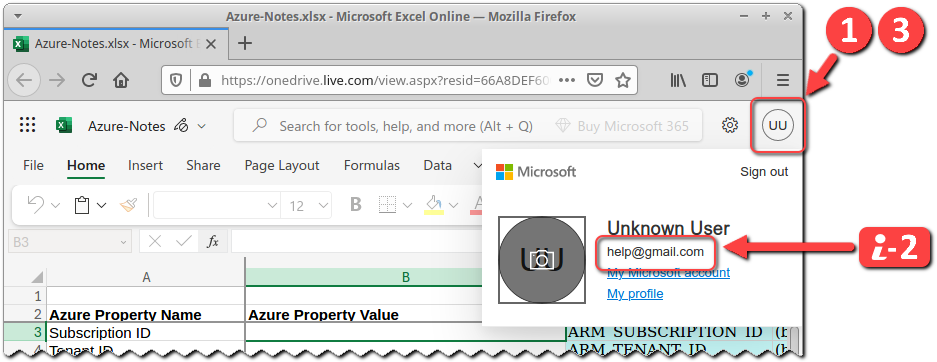 Azure-Notes.xlsx - Microsoft Excel Online — Mozilla Firefox
1 3
Azure-Notes.xlsx - Microsoft E
https://onedrive.live.com/view.aspx?resid=66A8DEF60
Azure-Notes
Search for tools, help, and more (Alt + Q)
Buy Microsoft 365
UU
File Home Insert Share Page Layout Formulas Data
Microsoft
Sign out
12 B A
Unknown User
UU
help@gmail.com
i-2
My Microsoft account
My profile
B3
fx
A B
1
2 Azure Property Name Azure Property Value
3 Subscription ID ARM_SUBSCRIPTION_ID
4 Tenant ID ARM_TENANT_ID